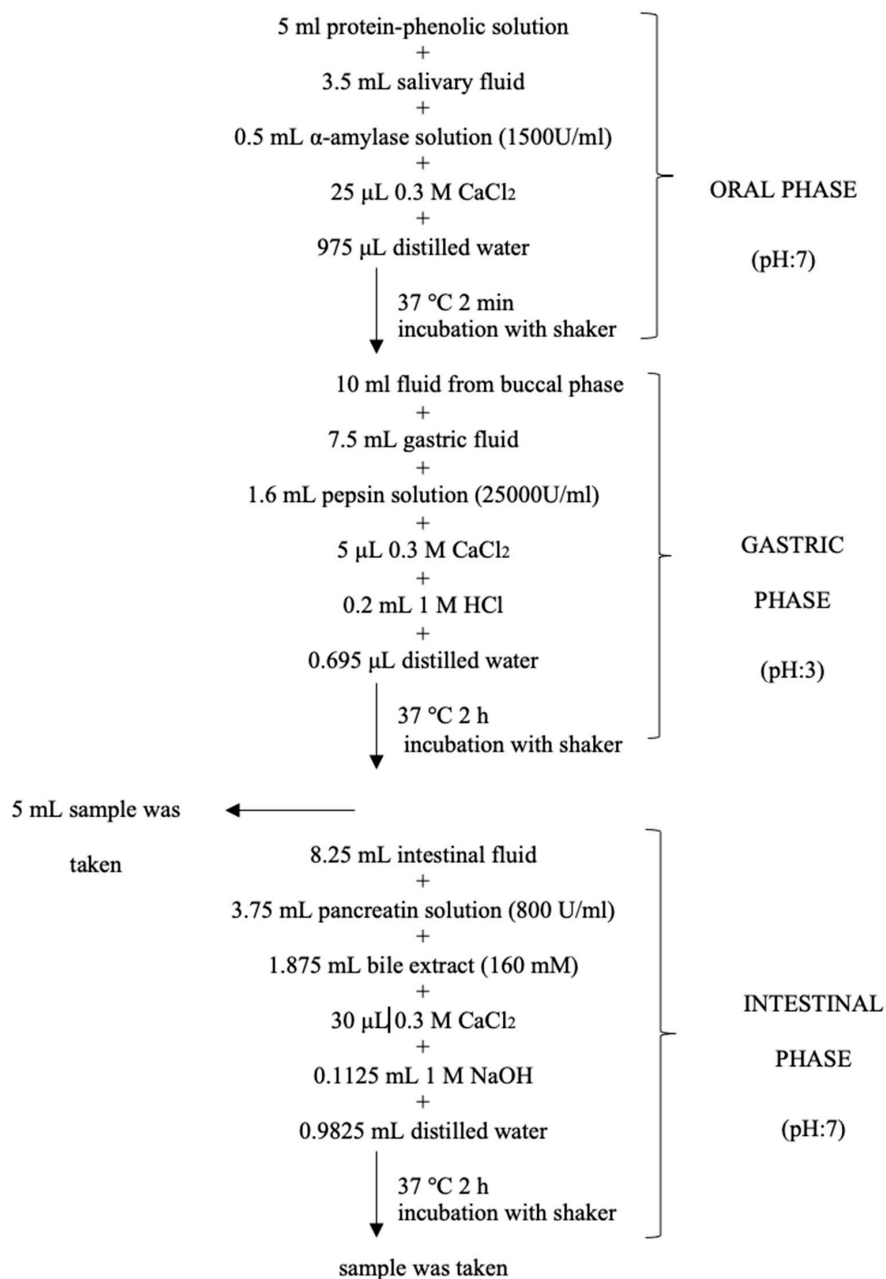 5 ml protein-phenolic solution
+
3.5 mL salivary fluid
+
0.5 mL α-amylase solution (1500U/ml)
+
25 μL 0.3 M CaCl₂
+
975 μL distilled water
37 °C 2 min
incubation with shaker
ORAL PHASE
(pH:7)
10 ml fluid from buccal phase
+
7.5 mL gastric fluid
+
1.6 mL pepsin solution (25000U/ml)
+
5 μL 0.3 M CaCl₂
+
0.2 mL 1 M HCl
+
0.695 μL distilled water
37 °C 2 h
incubation with shaker
GASTRIC
PHASE
(pH:3)
5 mL sample was
taken
8.25 mL intestinal fluid
+
3.75 mL pancreatin solution (800 U/ml)
+
1.875 mL bile extract (160 mM)
+
30 μL 0.3 M CaCl₂
+
0.1125 mL 1 M NaOH
+
0.9825 mL distilled water
37 °C 2 h
incubation with shaker
INTESTINAL
PHASE
(pH:7)
sample was taken